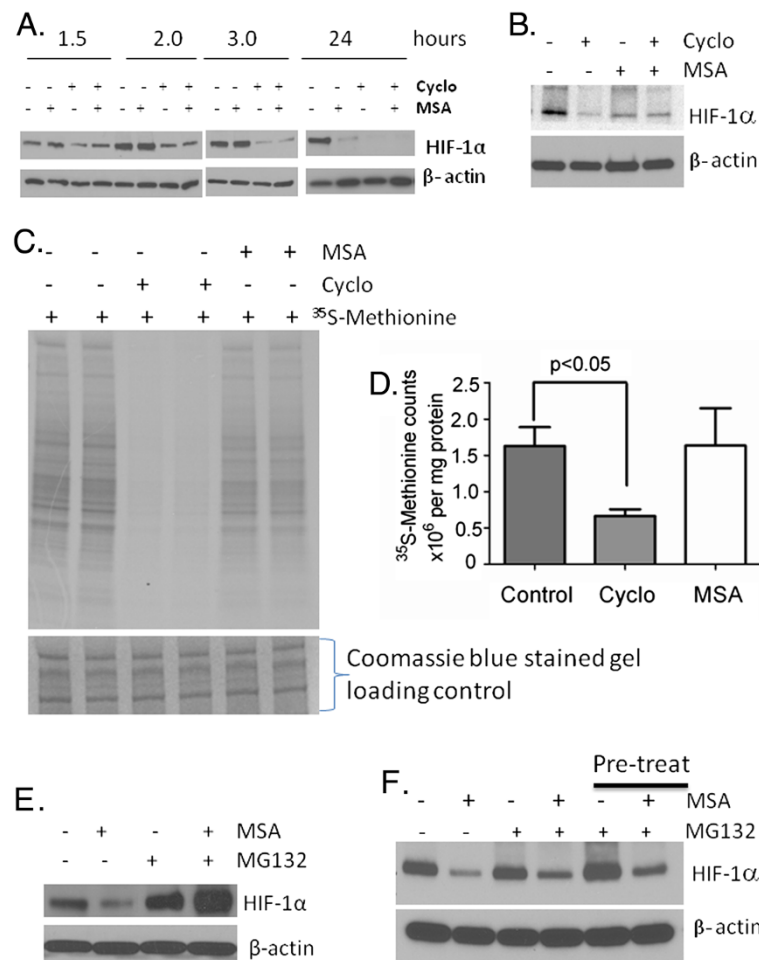 A.
1.5 2.0 3.0 24 hours
- - + + - - + + - - + + - - + + Cyclo
- + - + - + - + - + - + - + - + MSA
HIF-1α
β- actin
B.
- + - + Cyclo
- - + + MSA
HIF-1α
β-actin
C.
- - - - + + MSA
- - + + - - Cyclo
+ + + + + + 35S-Methionine
Coomassie blue stained gel
loading control
D.
p<0.05
35S-Methionine counts
x10⁶ per mg protein
2.5
2.0
1.5
1.0
0.5
0
Control Cyclo MSA
E.
- + - + MSA
- - + + MG132
HIF-1α
β-actin
F.
Pre-treat
- + - + - + MSA
- - + + + + MG132
HIF-1α
β-actin